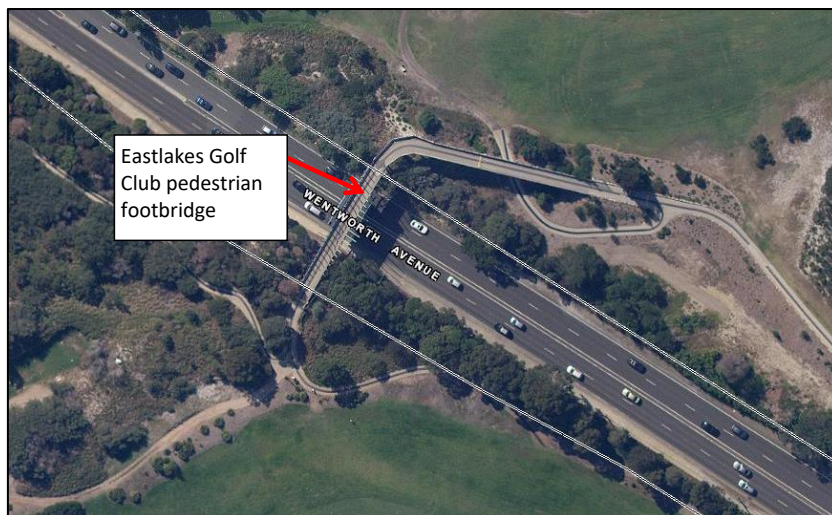 Eastlakes Golf
Club pedestrian
footbridge
WENTWORTH AVENUE